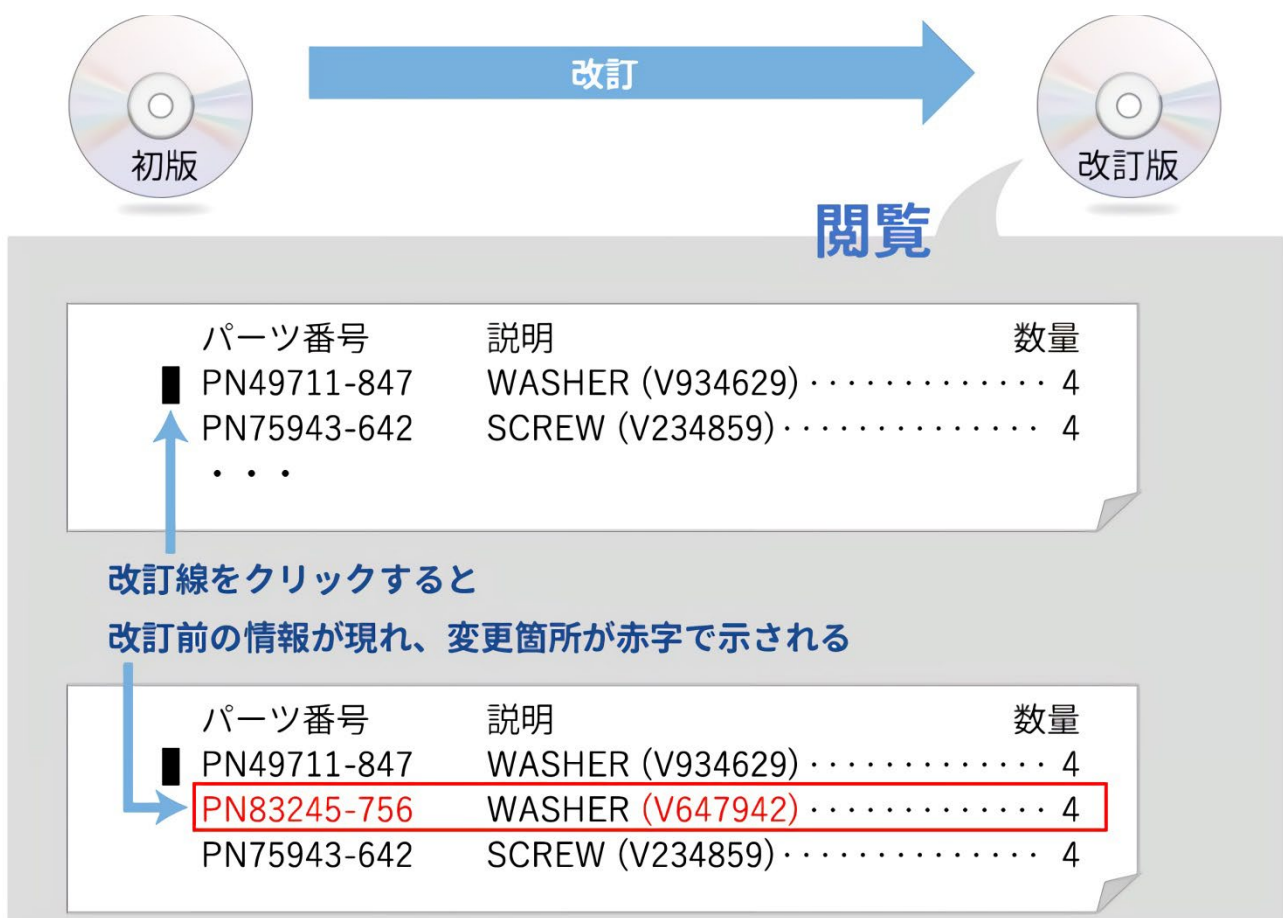 改訂
初版
改訂版
閲覧
パーツ番号 説明 数量
PN49711-847 WASHER (V934629) ・・・・・・・・・・・・・ 4
PN75943-642 SCREW (V234859) ・・・・・・・・・・・・・・ 4
・・・
改訂線をクリックすると
改訂前の情報が現れ、変更箇所が赤字で示される
パーツ番号 説明 数量
PN49711-847 WASHER (V934629) ・・・・・・・・・・・・・ 4
PN83245-756 WASHER (V647942) ・・・・・・・・・・・・・ 4
PN75943-642 SCREW (V234859) ・・・・・・・・・・・・・・ 4